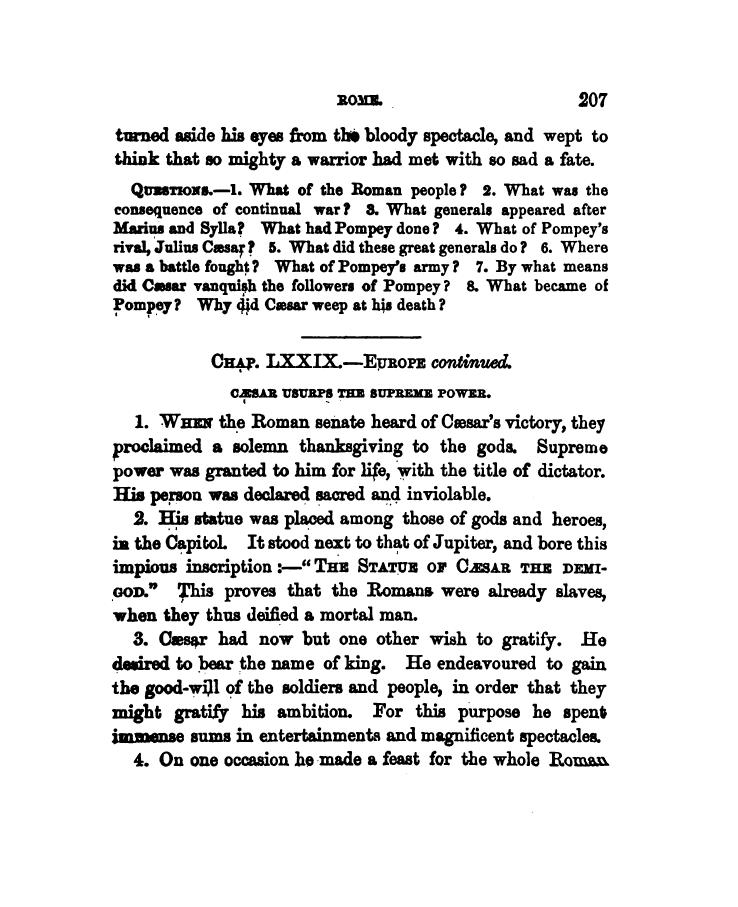 ROME. 207
turned aside his eyes from the bloody spectacle, and wept to
think that so mighty a warrior had met with so sad a fate.
QUESTIONS.—1. What of the Roman people? 2. What was the
consequence of continual war? 3. What generals appeared after
Marius and Sylla? What had Pompey done? 4. What of Pompey's
rival, Julius Cæsar? 5. What did these great generals do? 6. Where
was a battle fought? What of Pompey's army? 7. By what means
did Cæsar vanquish the followers of Pompey? 8. What became of
Pompey? Why did Cæsar weep at his death?
CHAP. LXXIX.—EUROPE continued.
CÆSAR USURPS THE SUPREME POWER.
1. WHEN the Roman senate heard of Cæsar's victory, they
proclaimed a solemn thanksgiving to the gods. Supreme
power was granted to him for life, with the title of dictator.
His person was declared sacred and inviolable.
2. His statue was placed among those of gods and heroes,
in the Capitol. It stood next to that of Jupiter, and bore this
impious inscription:—"THE STATUE OF CÆSAR THE DEMI-
GOD." This proves that the Romans were already slaves,
when they thus deified a mortal man.
3. Cæsar had now but one other wish to gratify. He
desired to bear the name of king. He endeavoured to gain
the good-will of the soldiers and people, in order that they
might gratify his ambition. For this purpose he spent
immense sums in entertainments and magnificent spectacles.
4. On one occasion he made a feast for the whole Roman